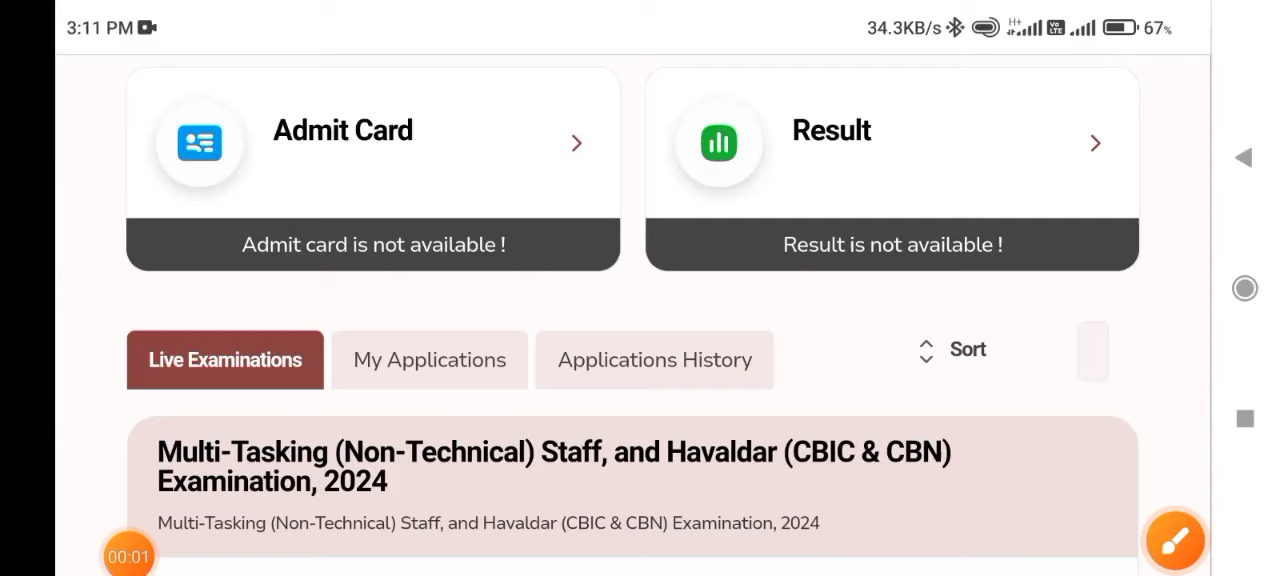 3:11 PM
34.3KB/s H+ Vo LTE 67%
Admit Card
Result
Admit card is not available !
Result is not available !
Live Examinations
My Applications
Applications History
Sort
Multi-Tasking (Non-Technical) Staff, and Havaldar (CBIC & CBN)
Examination, 2024
Multi-Tasking (Non-Technical) Staff, and Havaldar (CBIC & CBN) Examination, 2024
00:01